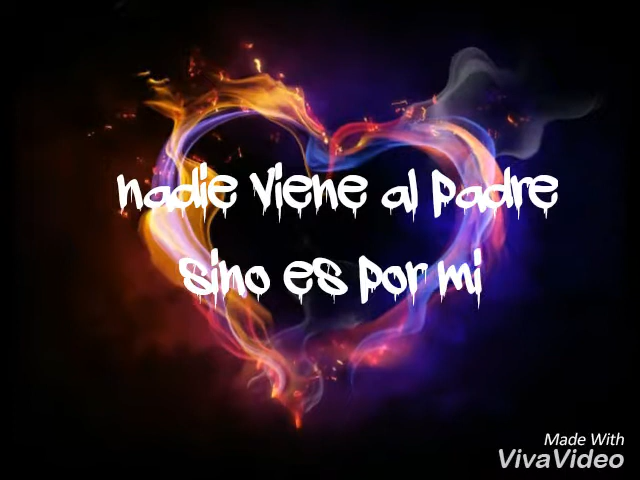 nadie viene al padre
sino es por mi
Made With
VivaVideo